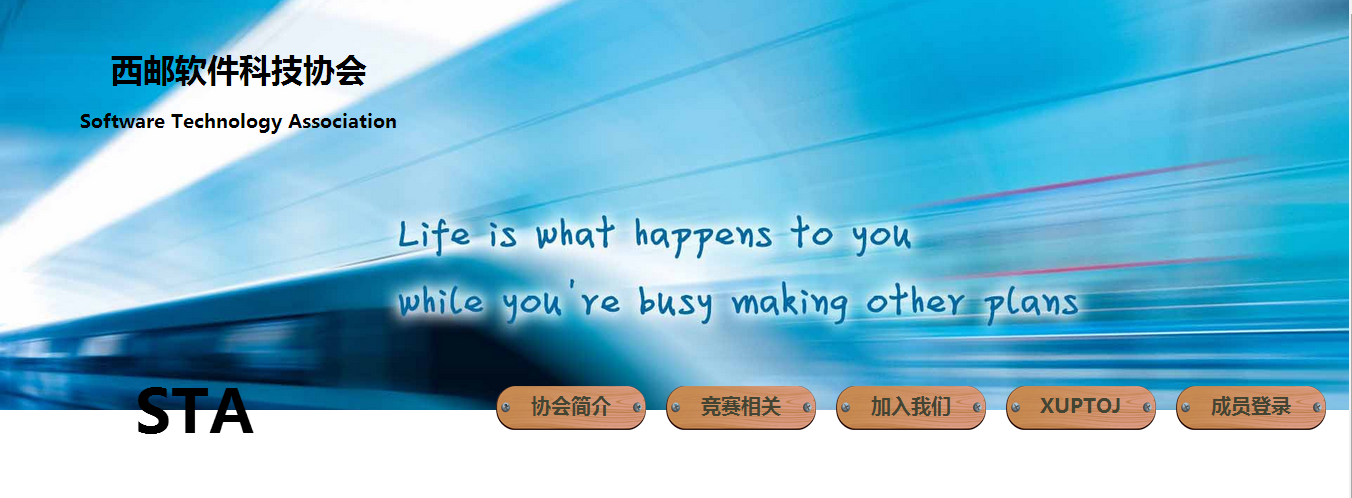 西邮软件科技协会
Software Technology Association
Life is what happens to you
while you're busy making other plans
STA
协会简介
竞赛相关
加入我们
XUPTOJ
成员登录